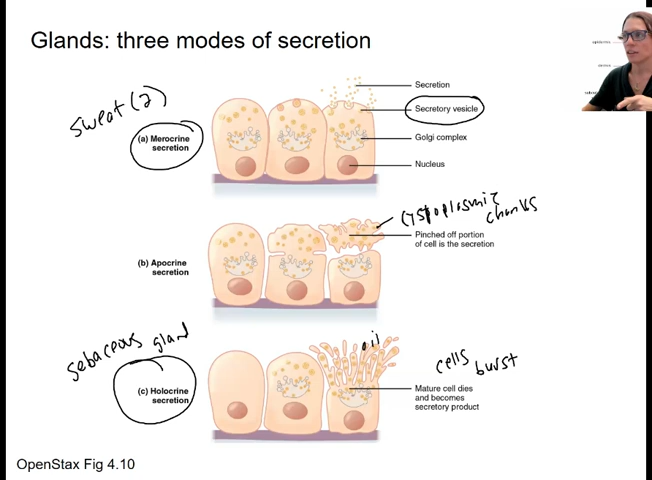 Glands: three modes of secretion
sweat (2)
(a) Merocrine
secretion
Secretion
Secretory vesicle
Golgi complex
Nucleus
cytoplasmic
chunks
Pinched off portion
of cell is the secretion
(b) Apocrine
secretion
sebaceous gland
oil
cells burst
(c) Holocrine
secretion
Mature cell dies
and becomes
secretory product
OpenStax Fig 4.10